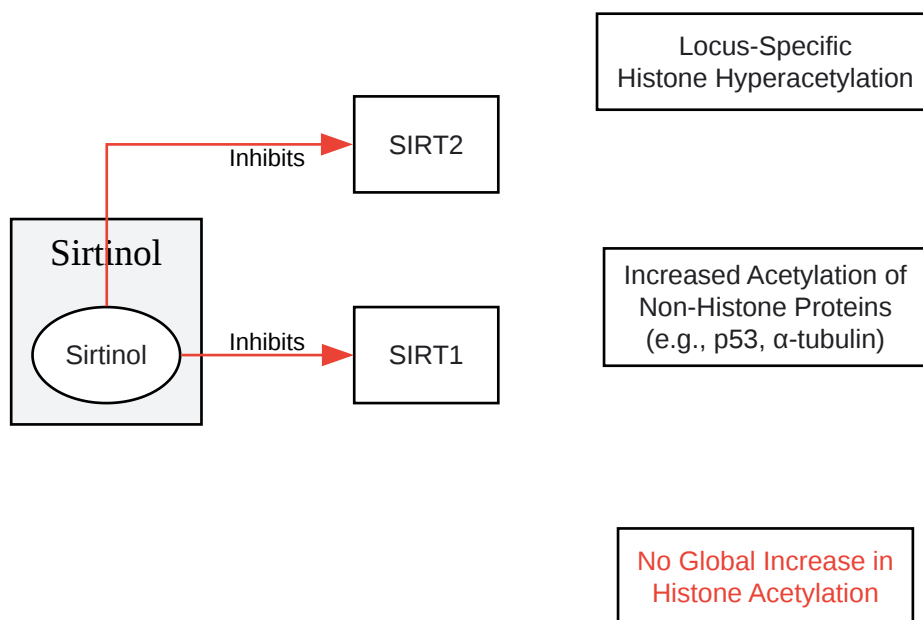 Locus-Specific
Histone Hyperacetylation
SIRT2
Inhibits
Sirtinol
Increased Acetylation of
Non-Histone Proteins
(e.g., p53, α-tubulin)
Sirtinol
Inhibits
SIRT1
No Global Increase in
Histone Acetylation